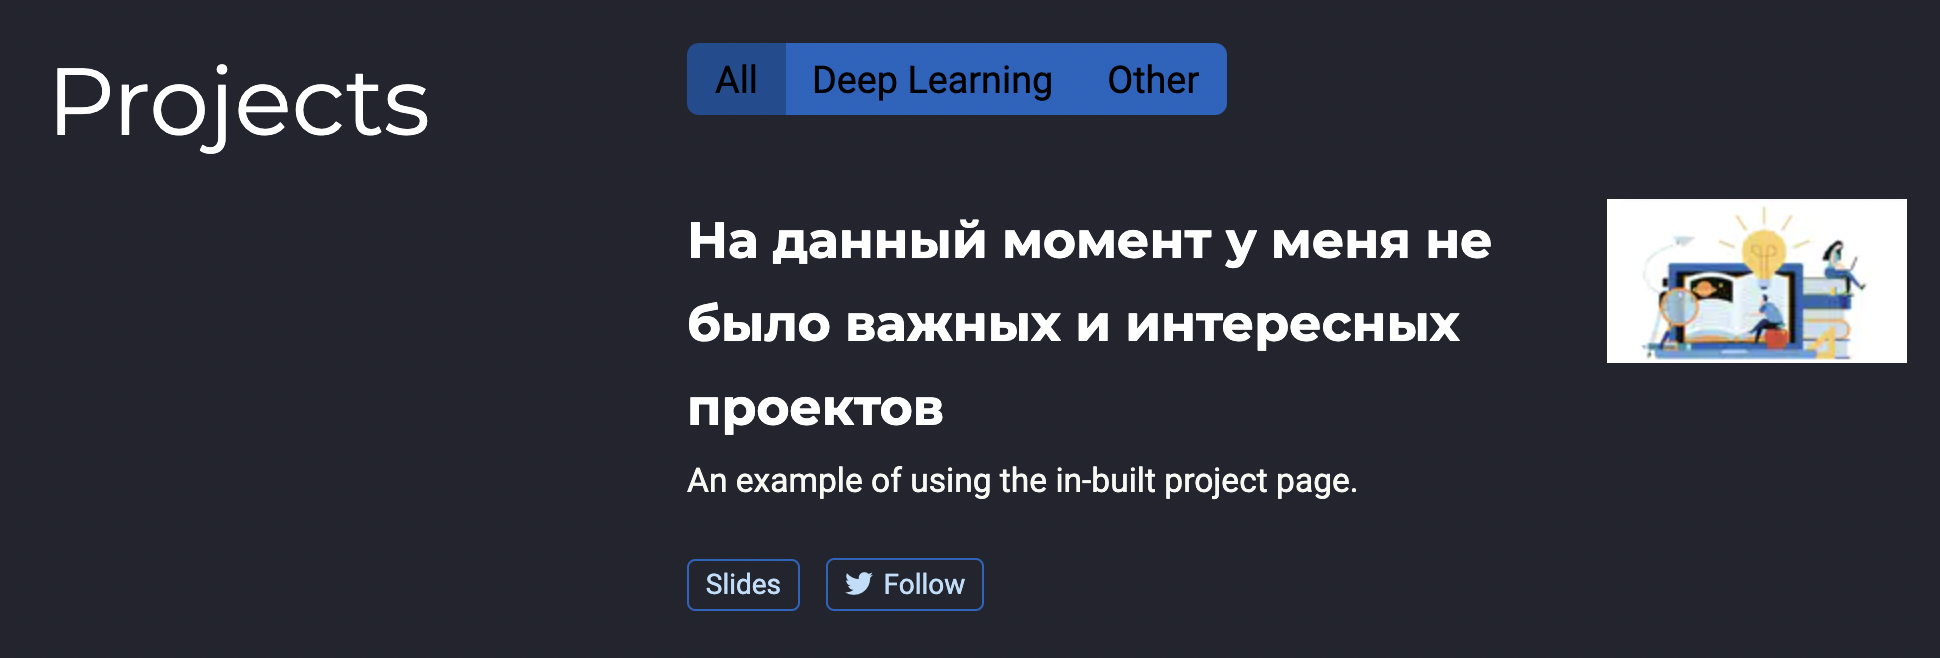 Projects
All Deep Learning Other
На данный момент у меня не
было важных и интересных
проектов
An example of using the in-built project page.
Slides Follow